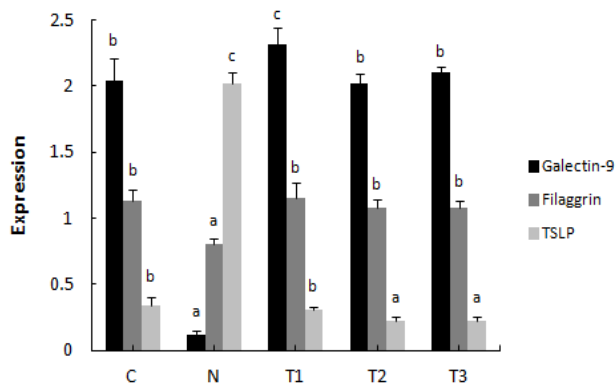 2.5
2
1.5
1
0.5
0
Expression
b
b
b
a
a
c
c
b
b
b
b
a
b
b
a
C
N
T1
T2
T3
Galectin-9
Filaggrin
TSLP